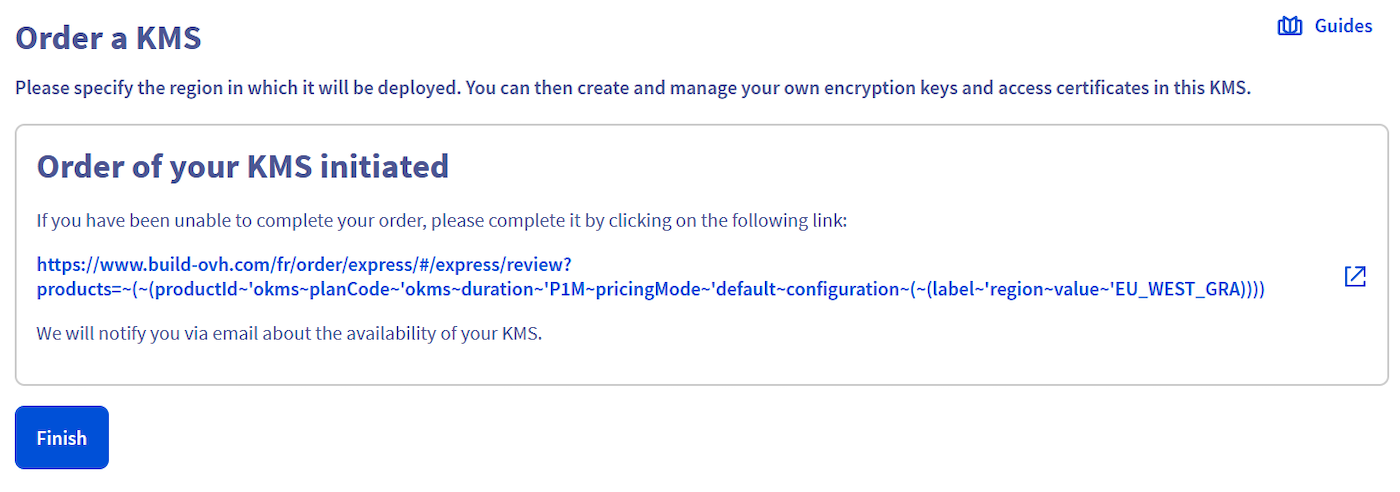 Order a KMS
Guides
Please specify the region in which it will be deployed. You can then create and manage your own encryption keys and access certificates in this KMS.
Order of your KMS initiated
If you have been unable to complete your order, please complete it by clicking on the following link:
https://www.build-ovh.com/fr/order/express/#/express/review?
products=~(~(productId~'okms~planCode~'okms~duration~'P1M~pricingMode~'default~configuration~(~(label~'region~value~'EU_WEST_GRA))))
We will notify you via email about the availability of your KMS.
Finish